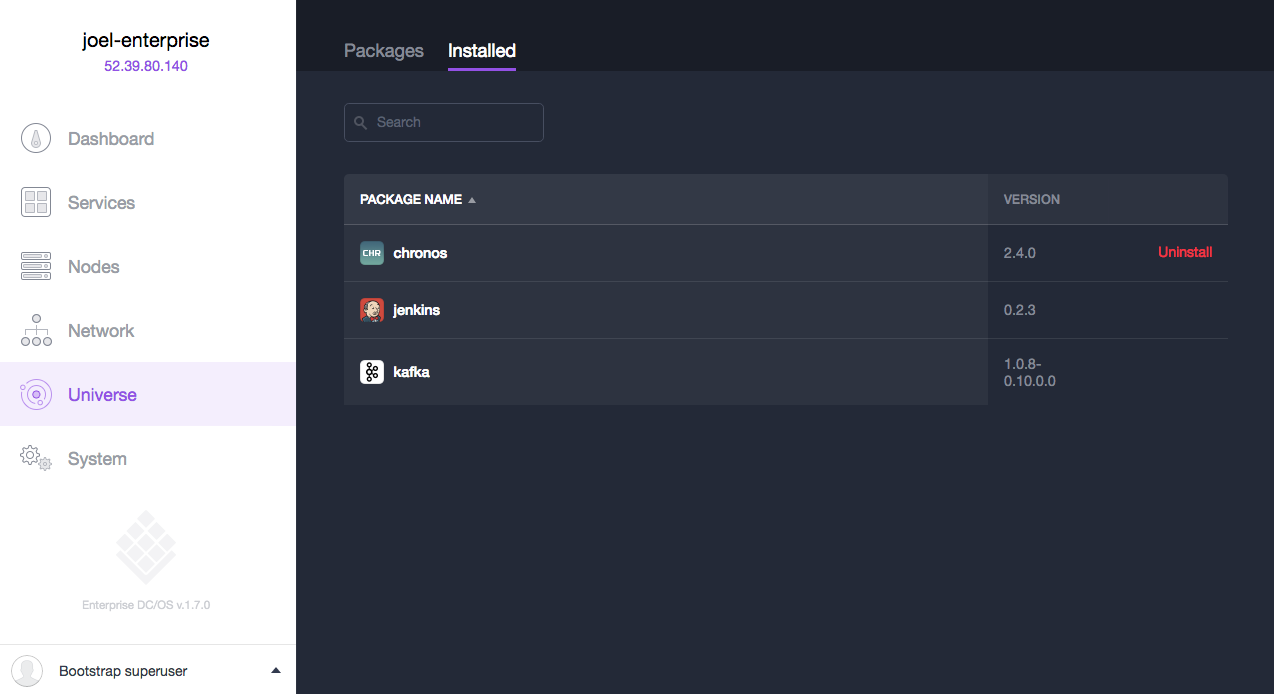 joel-enterprise
52.39.80.140
Dashboard
Services
Nodes
Network
Universe
System
Enterprise DC/OS v.1.7.0
Bootstrap superuser
Packages Installed
Search
PACKAGE NAME VERSION
CHR chronos 2.4.0 Uninstall
jenkins 0.2.3
kafka 1.0.8-
0.10.0.0